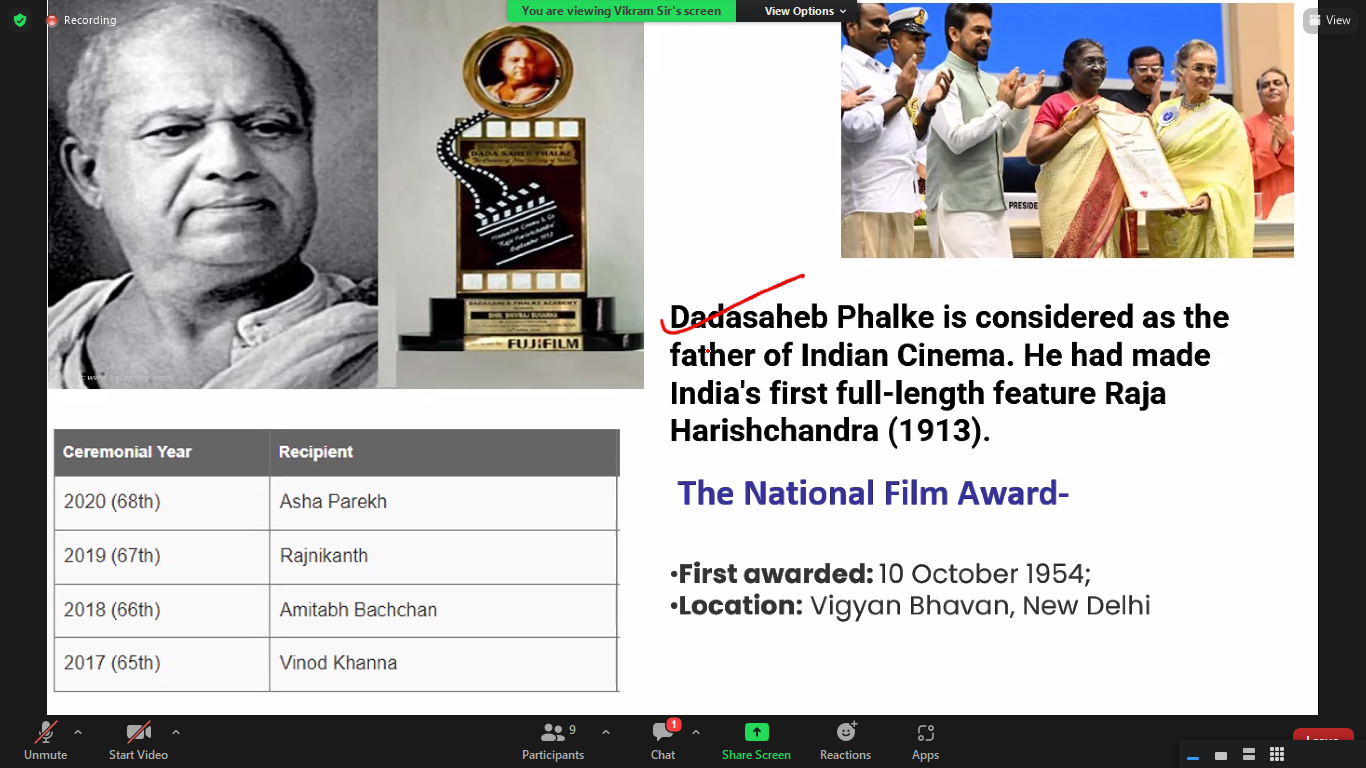 Recording
You are viewing Vikram Sir's screen
View Options
View
DADA SAHEB PHALKE
"Raja Harishchandra"
DADASAHEB PHALKE ACADEMY
FUJIFILM
PRESIDE
Dadasaheb Phalke is considered as the
father of Indian Cinema. He had made
India's first full-length feature Raja
Harishchandra (1913).
The National Film Award-
•First awarded: 10 October 1954;
•Location: Vigyan Bhavan, New Delhi
Ceremonial Year Recipient
2020 (68th) Asha Parekh
2019 (67th) Rajnikanth
2018 (66th) Amitabh Bachchan
2017 (65th) Vinod Khanna
Unmute
Start Video
Participants 9
Chat 1
Share Screen
Reactions
Apps